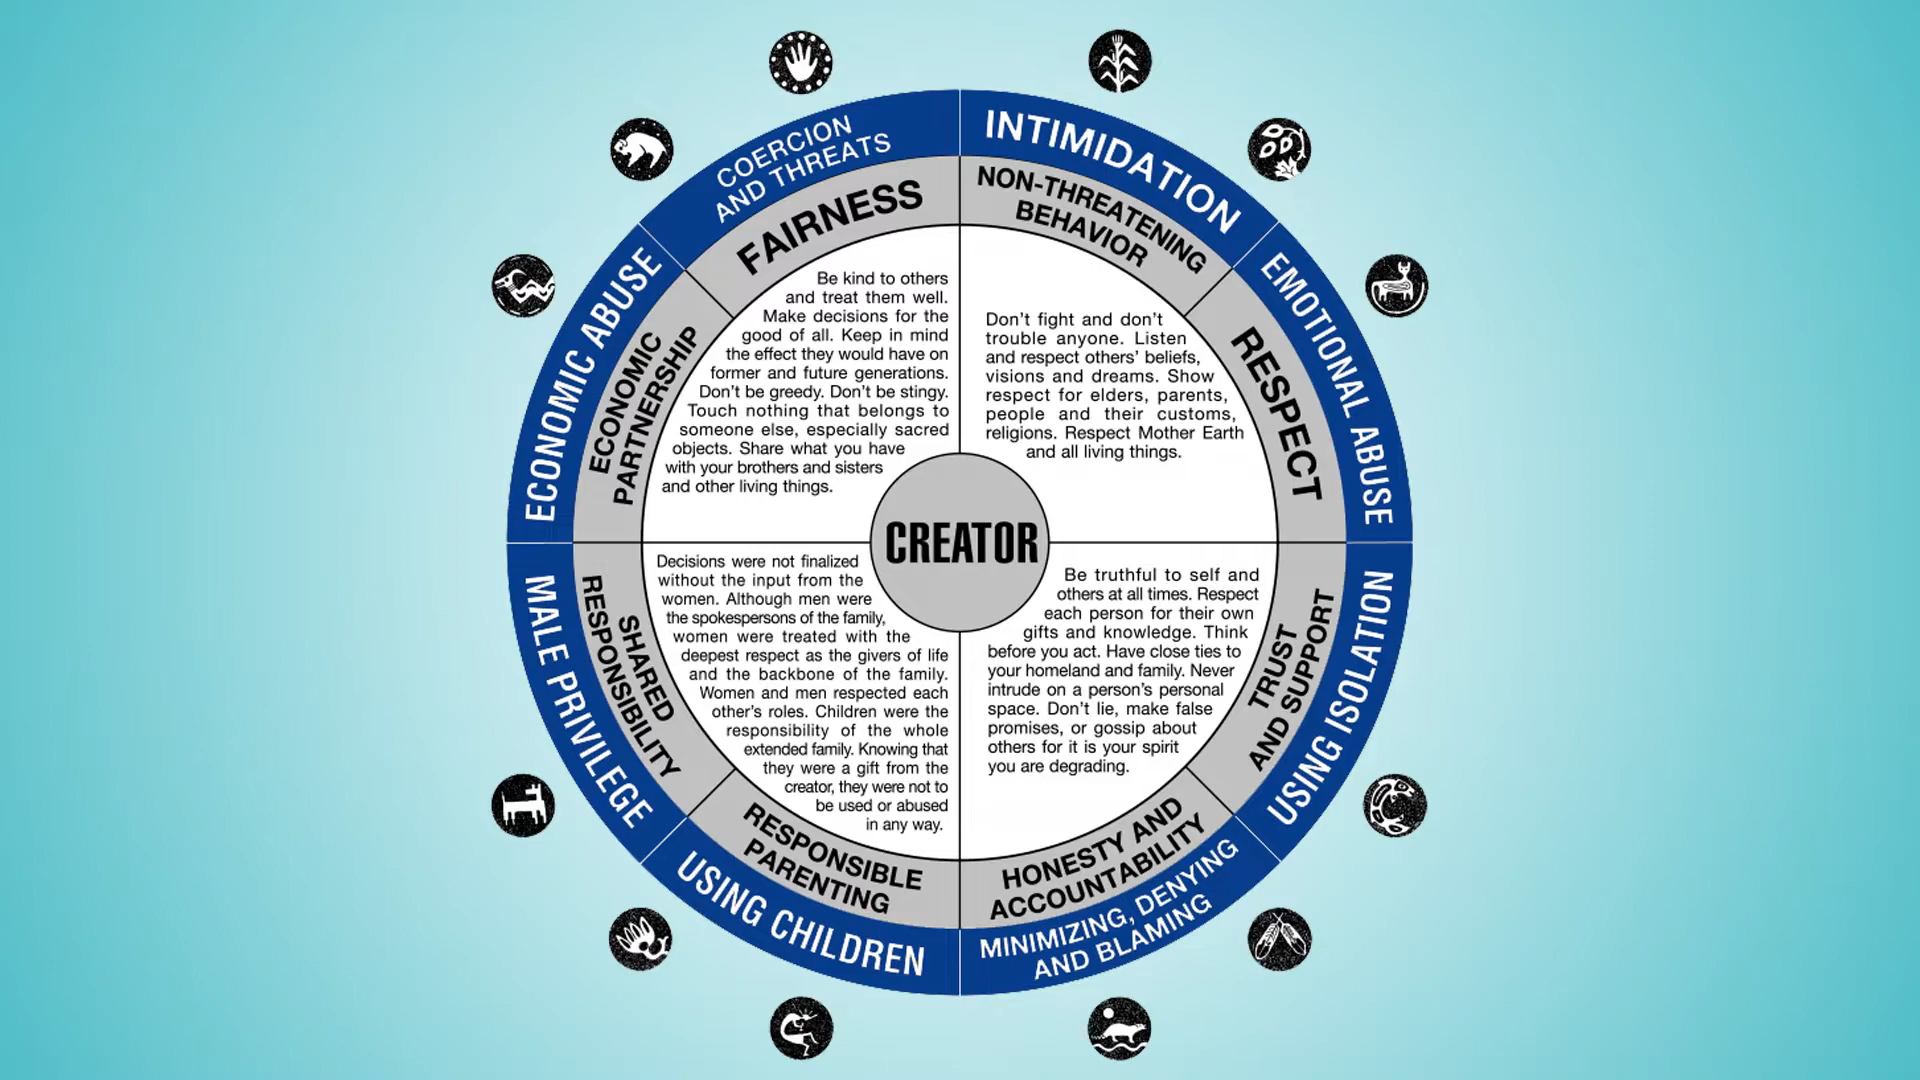 COERCION
AND THREATS
FAIRNESS
INTIMIDATION
NON-THREATENING
BEHAVIOR
EMOTIONAL ABUSE
RESPECT
ECONOMIC ABUSE
ECONOMIC
PARTNERSHIP
Be kind to others
and treat them well.
Make decisions for the
good of all. Keep in mind
the effect they would have on
former and future generations.
Don't be greedy. Don't be stingy.
Touch nothing that belongs to
someone else, especially sacred
objects. Share what you have
with your brothers and sisters
and other living things.
Don't fight and don't
trouble anyone. Listen
and respect others' beliefs,
visions and dreams. Show
respect for elders, parents,
people and their customs,
religions. Respect Mother Earth
and all living things.
CREATOR
MALE PRIVILEGE
SHARED
RESPONSIBILITY
Decisions were not finalized
without the input from the
women. Although men were
the spokespersons of the family,
women were treated with the
deepest respect as the givers of life
and the backbone of the family.
Women and men respected each
other's roles. Children were the
responsibility of the whole
extended family. Knowing that
they were a gift from the
creator, they were not to
be used or abused
in any way.
Be truthful to self and
others at all times. Respect
each person for their own
gifts and knowledge. Think
before you act. Have close ties to
your homeland and family. Never
intrude on a person's personal
space. Don't lie, make false
promises, or gossip about
others for it is your spirit
you are degrading.
TRUST
AND SUPPORT
USING ISOLATION
RESPONSIBLE
PARENTING
USING CHILDREN
HONESTY AND
ACCOUNTABILITY
MINIMIZING, DENYING
AND BLAMING